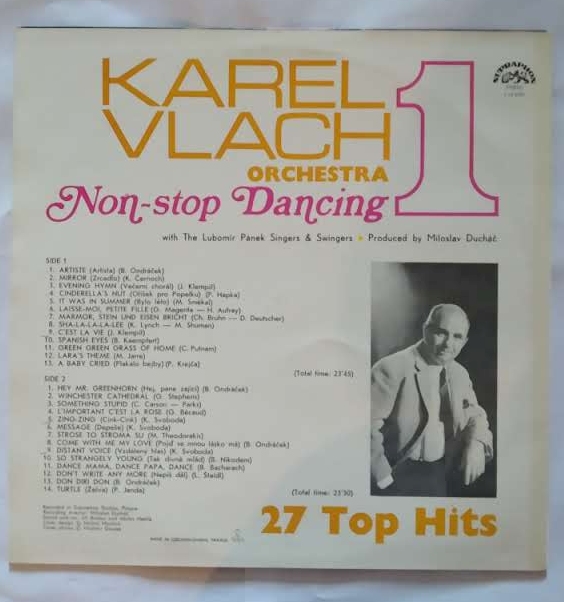 KAREL
VLACH
ORCHESTRA
1
Non-stop Dancing
SUPRAPHON
with The Lubomír Pánek Singers & Swingers • Produced by Miloslav Ducháč
SIDE 1
1. ARTISTE (Artista) (B. Ondráček)
2. MIRROR (Zrcadlo) (K. Černoch)
3. EVENING HYMN (Večerní chorál) (J. Klempíř)
4. CINDERELLA'S NUT (Oříšek pro Popelku) (P. Hapka)
5. IT WAS IN SUMMER (Bylo léto) (M. Smékal)
6. LAISSE-MOI, PETITE FILLE (D. Magenta — H. Aufrey)
7. MARMOR, STEIN UND EISEN BRICHT (Ch. Bruhn — D. Deutscher)
8. SHA-LA-LA-LA-LEE (K. Lynch — M. Shuman)
9. C'EST LA VIE (J. Klempíř)
10. SPANISH EYES (B. Kaempfert)
11. GREEN GREEN GRASS OF HOME (C. Putnam)
12. LARA'S THEME (M. Jarre)
13. A BABY CRIED (Plakalo bejby) (P. Krejča)
(Total time: 23'45)
SIDE 2
1. HEY MR. GREENHORN (Hej, pane zajíci) (B. Ondráček)
2. WINCHESTER CATHEDRAL (G. Stephens)
3. SOMETHING STUPID (C. Carson — Parks)
4. L'IMPORTANT C'EST LA ROSE (G. Bécaud)
5. ZING-ZING (Cink-Cink) (K. Svoboda)
6. MESSAGE (Depeše) (K. Svoboda)
7. STROSE TO STROMA SU (M. Theodorakis)
8. COME WITH ME MY LOVE (Pojď se mnou lásko má) (B. Ondráček)
9. DISTANT VOICE (Vzdálený hlas) (K. Svoboda)
10. SO STRANGELY YOUNG (Tak divně mlád) (B. Nikodem)
11. DANCE MAMA, DANCE PAPA, DANCE (B. Bacharach)
12. DON'T WRITE ANY MORE (Nepiš dál) (L. Štaidl)
13. DON DIRI DON (B. Ondráček)
14. TURTLE (Želva) (P. Janda)
(Total time: 23'30)
27 Top Hits
MADE IN CZECHOSLOVAKIA, PRAGUE